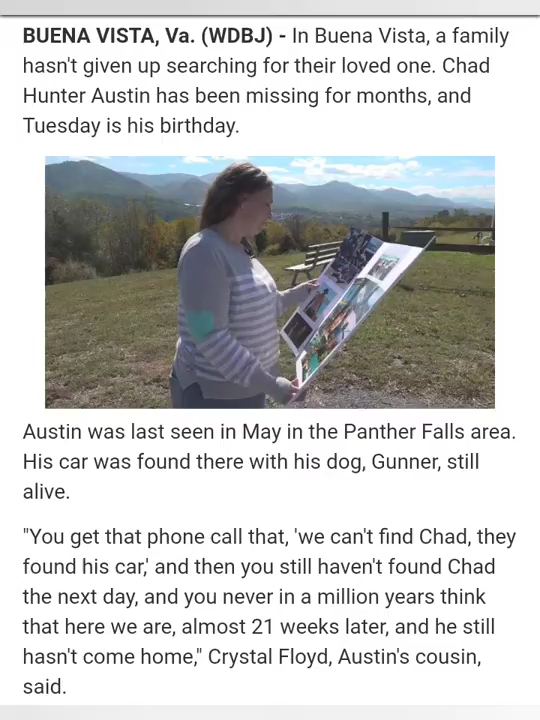 BUENA VISTA, Va. (WDBJ) - In Buena Vista, a family
hasn't given up searching for their loved one. Chad
Hunter Austin has been missing for months, and
Tuesday is his birthday.
Austin was last seen in May in the Panther Falls area.
His car was found there with his dog, Gunner, still
alive.
"You get that phone call that, 'we can't find Chad, they
found his car,' and then you still haven't found Chad
the next day, and you never in a million years think
that here we are, almost 21 weeks later, and he still
hasn't come home," Crystal Floyd, Austin's cousin,
said.